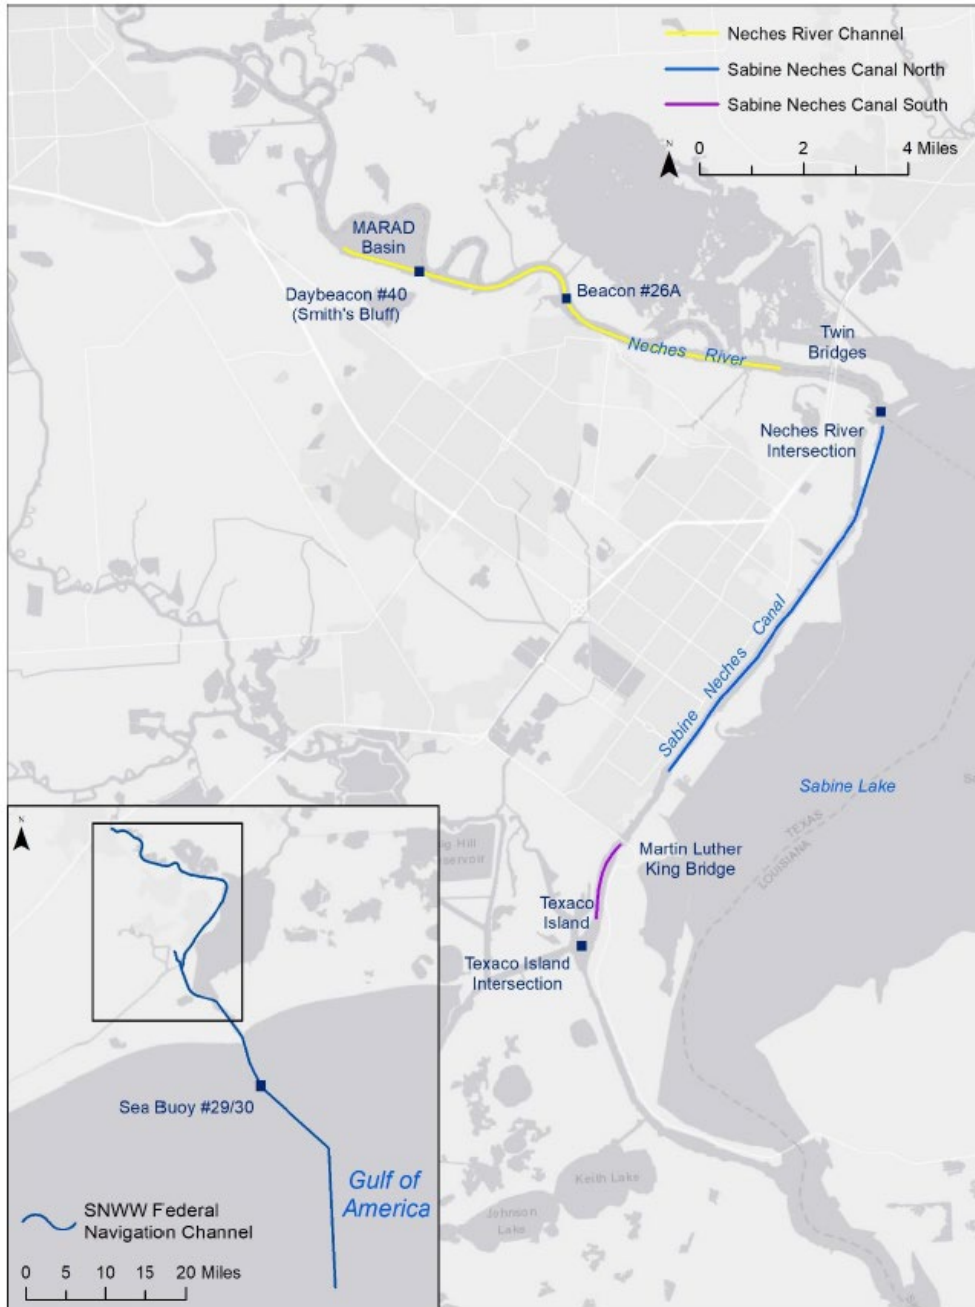 Neches River Channel
Sabine Neches Canal North
Sabine Neches Canal South
N
0 2 4 Miles
MARAD
Basin
Daybeacon #40
(Smith's Bluff)
Beacon #26A
Twin
Bridges
Neches River
Neches River
Intersection
Sabine Neches Canal
Sabine Lake
TEXAS
LOUISIANA
Martin Luther
King Bridge
Texaco
Island
Texaco Island
Intersection
Keith Lake
Johnson
Lake
N
Hill
Sea Buoy #29/30
Gulf of
America
SNWW Federal
Navigation Channel
0 5 10 15 20 Miles